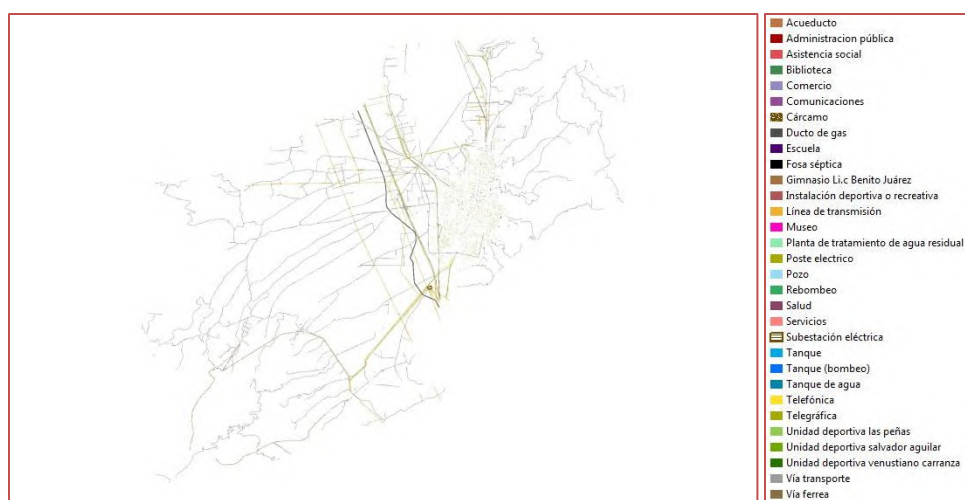 Acueducto
Administracion pública
Asistencia social
Biblioteca
Comercio
Comunicaciones
Cárcamo
Ducto de gas
Escuela
Fosa séptica
Gimnasio Li.c Benito Juárez
Instalación deportiva o recreativa
Línea de transmisión
Museo
Planta de tratamiento de agua residual
Poste electrico
Pozo
Rebombeo
Salud
Servicios
Subestación eléctrica
Tanque
Tanque (bombeo)
Tanque de agua
Telefónica
Telegráfica
Unidad deportiva las peñas
Unidad deportiva salvador aguilar
Unidad deportiva venustiano carranza
Vía transporte
Vía ferrea